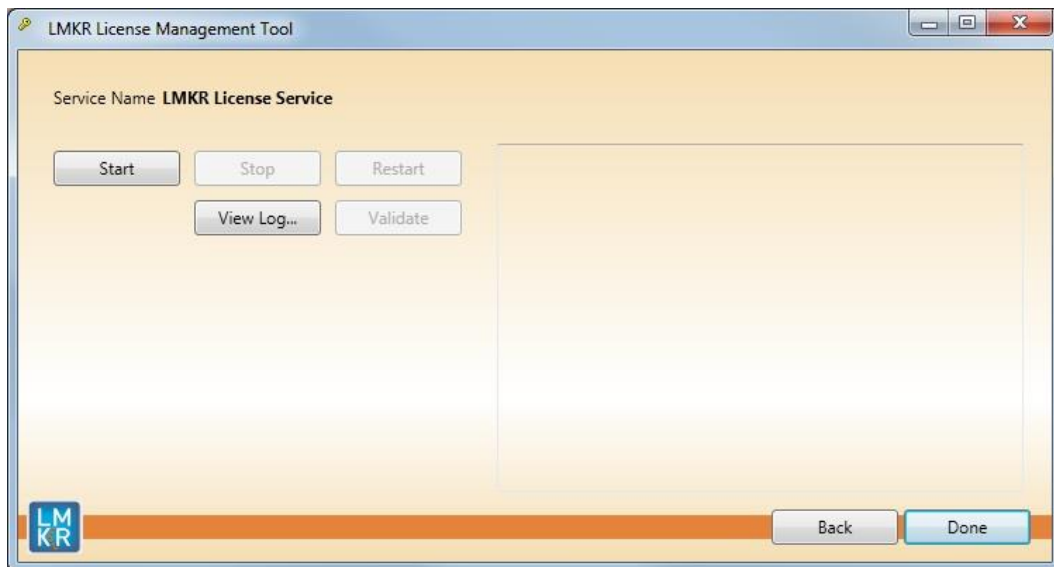 LMKR License Management Tool
Service Name LMKR License Service
Start Stop Restart
View Log... Validate
LM
KR
Back Done